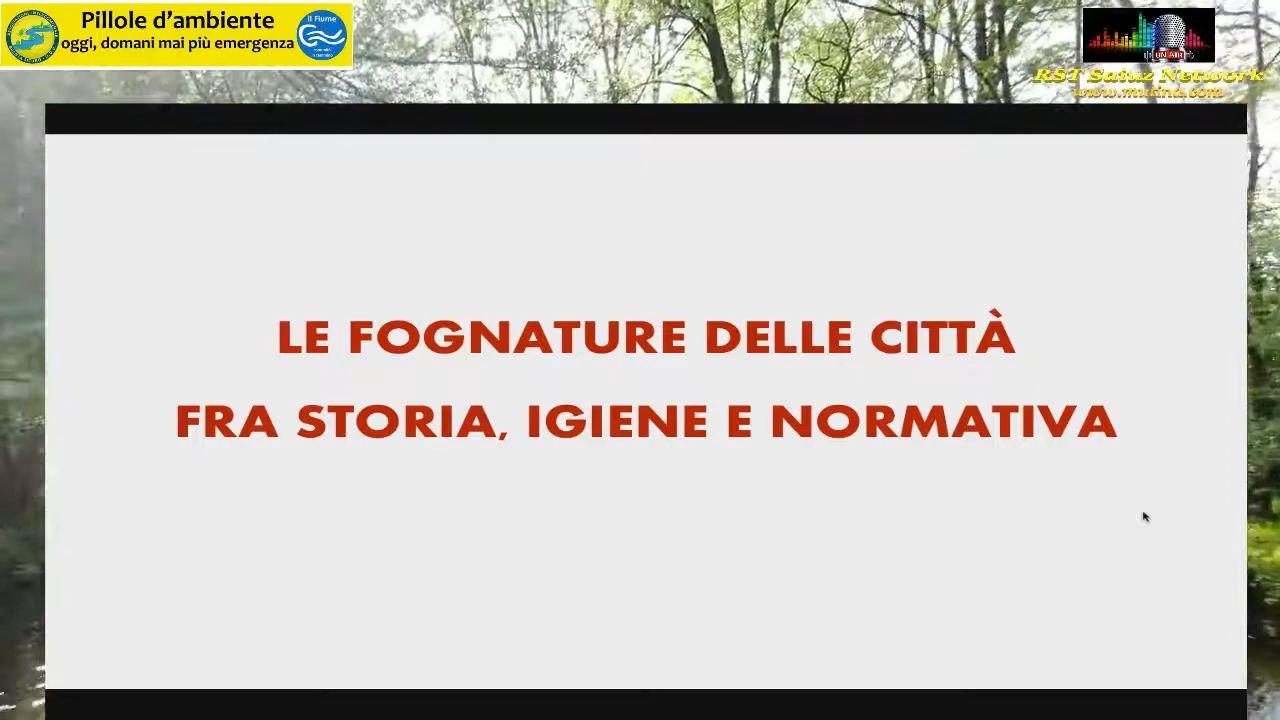 Pillole d'ambiente
oggi, domani mai più emergenza
Il Fiume
ON AIR
RST Saiuz Network
www.mutina.com
LE FOGNATURE DELLE CITTÀ
FRA STORIA, IGIENE E NORMATIVA